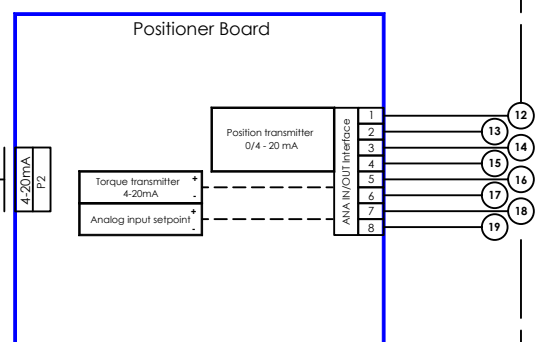 Positioner Board
Position transmitter
0/4 - 20 mA
ANA IN/OUT Interface
1
2
3
4
5
6
7
8
12
13
14
15
16
17
18
19
4-20mA
P2
Torque transmitter
4-20mA
+
-
Analog input setpoint
+
-